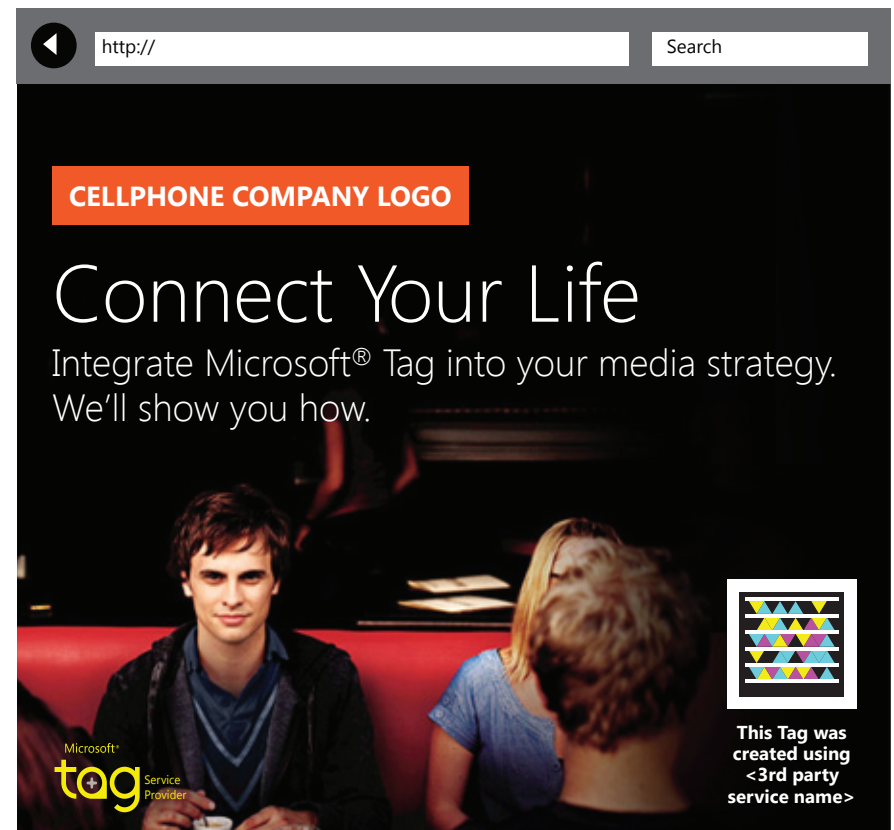 http://
Search
CELLPHONE COMPANY LOGO
Connect Your Life
Integrate Microsoft® Tag into your media strategy.
We’ll show you how.
This Tag was
created using
<3rd party
service name>
Microsoft®
tag
Service
Provider